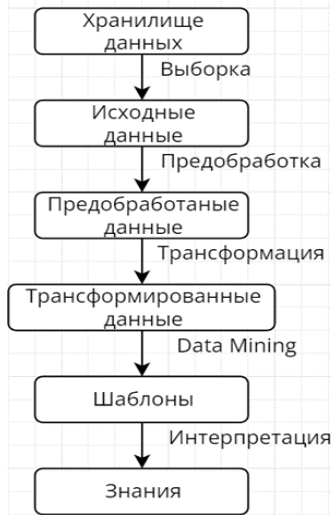 Хранилище
данных
Выборка
Исходные
данные
Предобработка
Предобработаные
данные
Трансформация
Трансформированные
данные
Data Mining
Шаблоны
Интерпретация
Знания